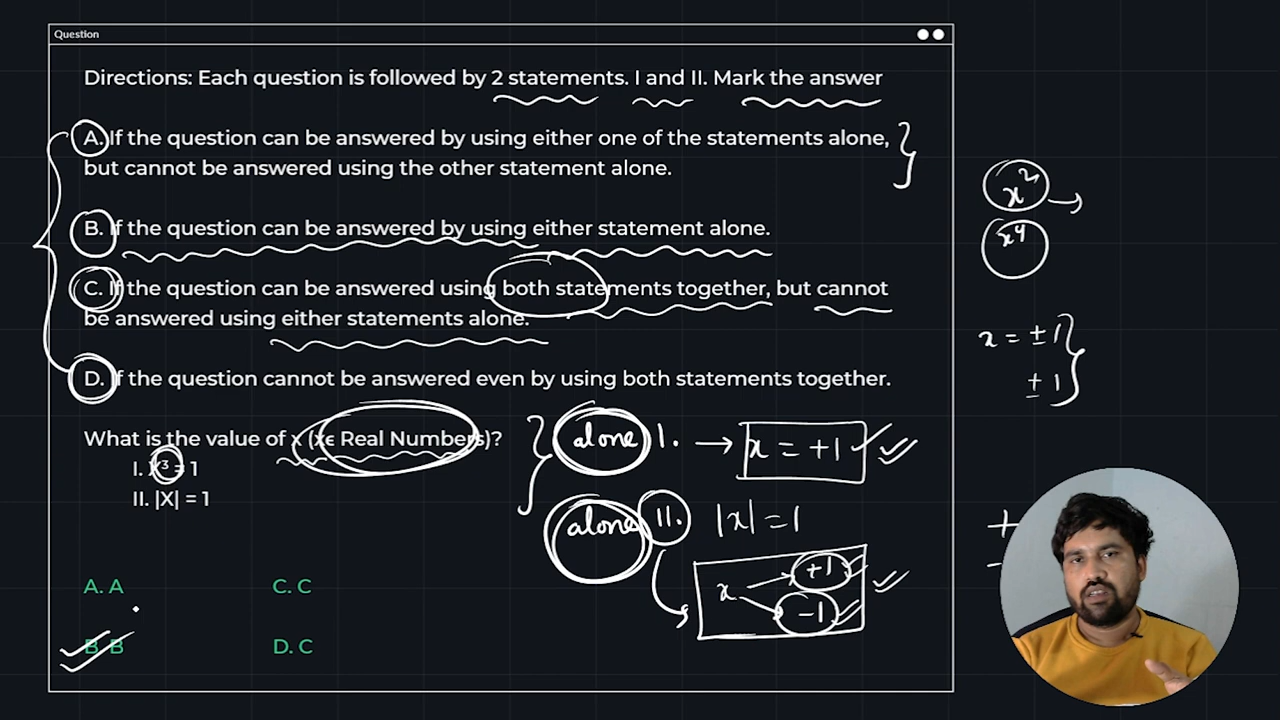 Question
Directions: Each question is followed by 2 statements. I and II. Mark the answer
A. If the question can be answered by using either one of the statements alone,
but cannot be answered using the other statement alone.
B. If the question can be answered by using either statement alone.
C. If the question can be answered using both statements together, but cannot
be answered using either statements alone.
D. If the question cannot be answered even by using both statements together.
What is the value of x (xϵ Real Numbers)?
I. X³ = 1
II. |X| = 1
A. A
C. C
B. B
D. C
alone I. → x = +1
alone II. |x| = 1
x +1
-1
x² →
x⁴
x = ±1
±1
+
-